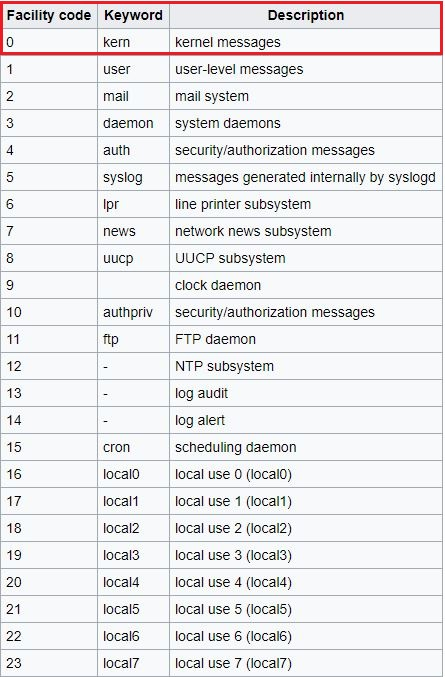 Facility code Keyword Description
0 kern kernel messages
1 user user-level messages
2 mail mail system
3 daemon system daemons
4 auth security/authorization messages
5 syslog messages generated internally by syslogd
6 lpr line printer subsystem
7 news network news subsystem
8 uucp UUCP subsystem
9 clock daemon
10 authpriv security/authorization messages
11 ftp FTP daemon
12 - NTP subsystem
13 - log audit
14 - log alert
15 cron scheduling daemon
16 local0 local use 0 (local0)
17 local1 local use 1 (local1)
18 local2 local use 2 (local2)
19 local3 local use 3 (local3)
20 local4 local use 4 (local4)
21 local5 local use 5 (local5)
22 local6 local use 6 (local6)
23 local7 local use 7 (local7)